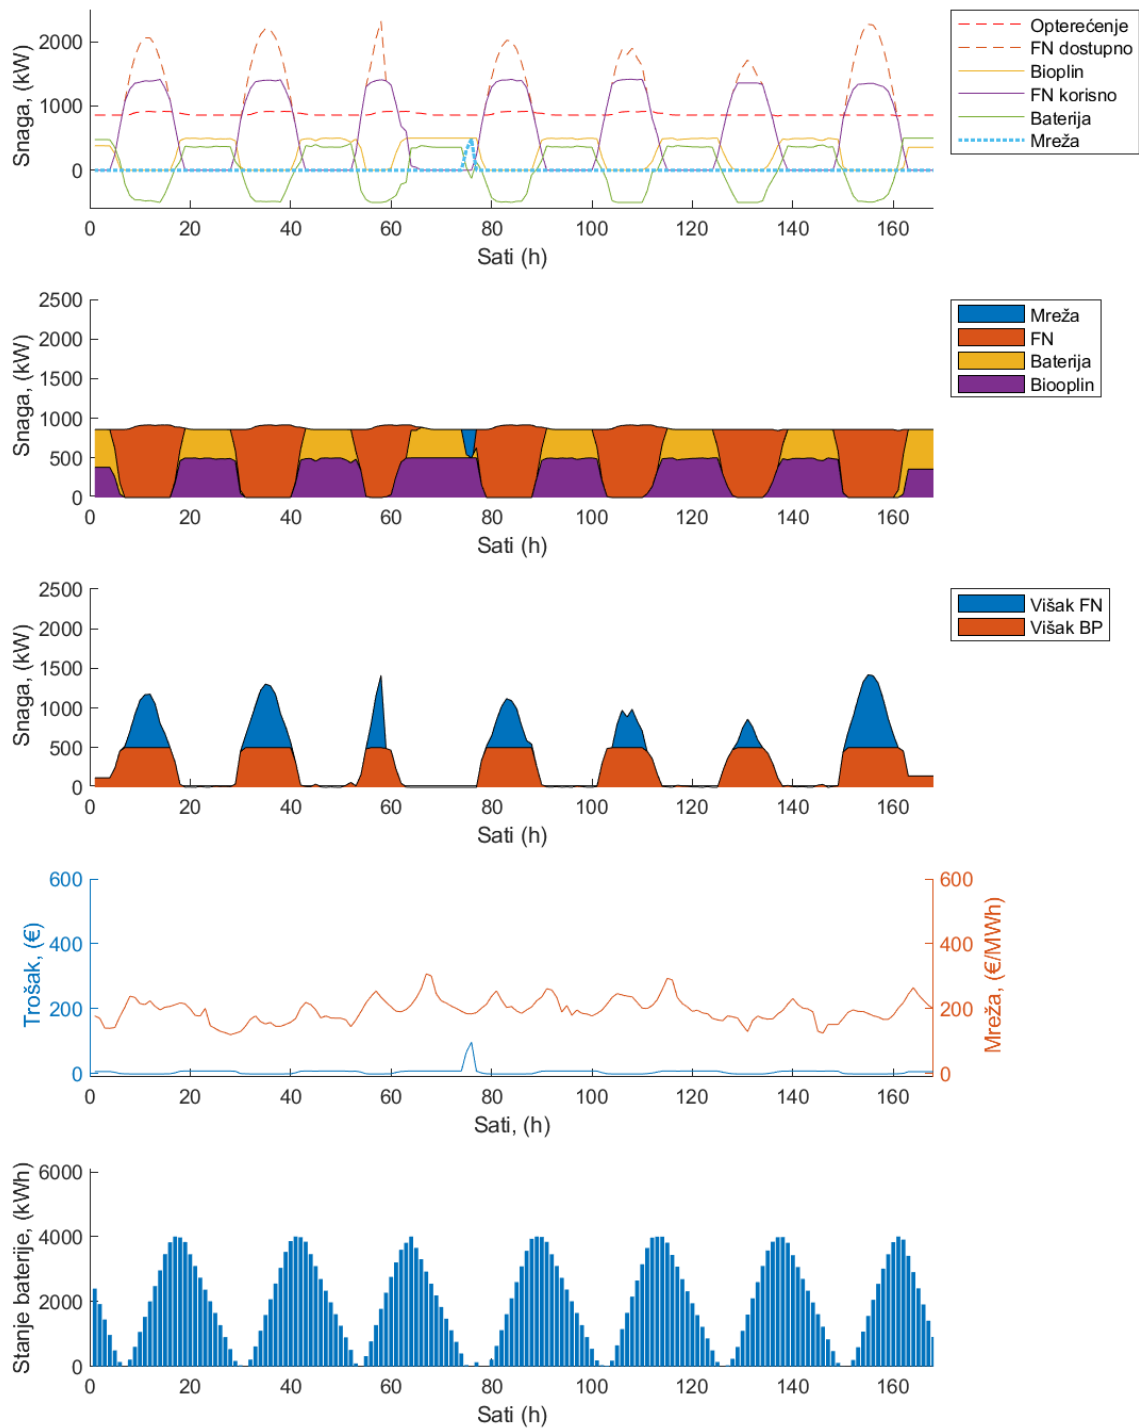 2000
1000
0
Snaga, (kW)
0 20 40 60 80 100 120 140 160
Sati (h)
Opterećenje
FN dostupno
Bioplin
FN korisno
Baterija
Mreža
2500
2000
1500
1000
500
0
Snaga, (kW)
0 20 40 60 80 100 120 140 160
Sati (h)
Mreža
FN
Baterija
Biooplin
2500
2000
1500
1000
500
0
Snaga, (kW)
0 20 40 60 80 100 120 140 160
Sati (h)
Višak FN
Višak BP
600
400
200
0
Trošak, (€)
600
400
200
0
Mreža, (€/MWh)
0 20 40 60 80 100 120 140 160
Sati, (h)
6000
4000
2000
0
Stanje baterije, (kWh)
0 20 40 60 80 100 120 140 160
Sati (h)